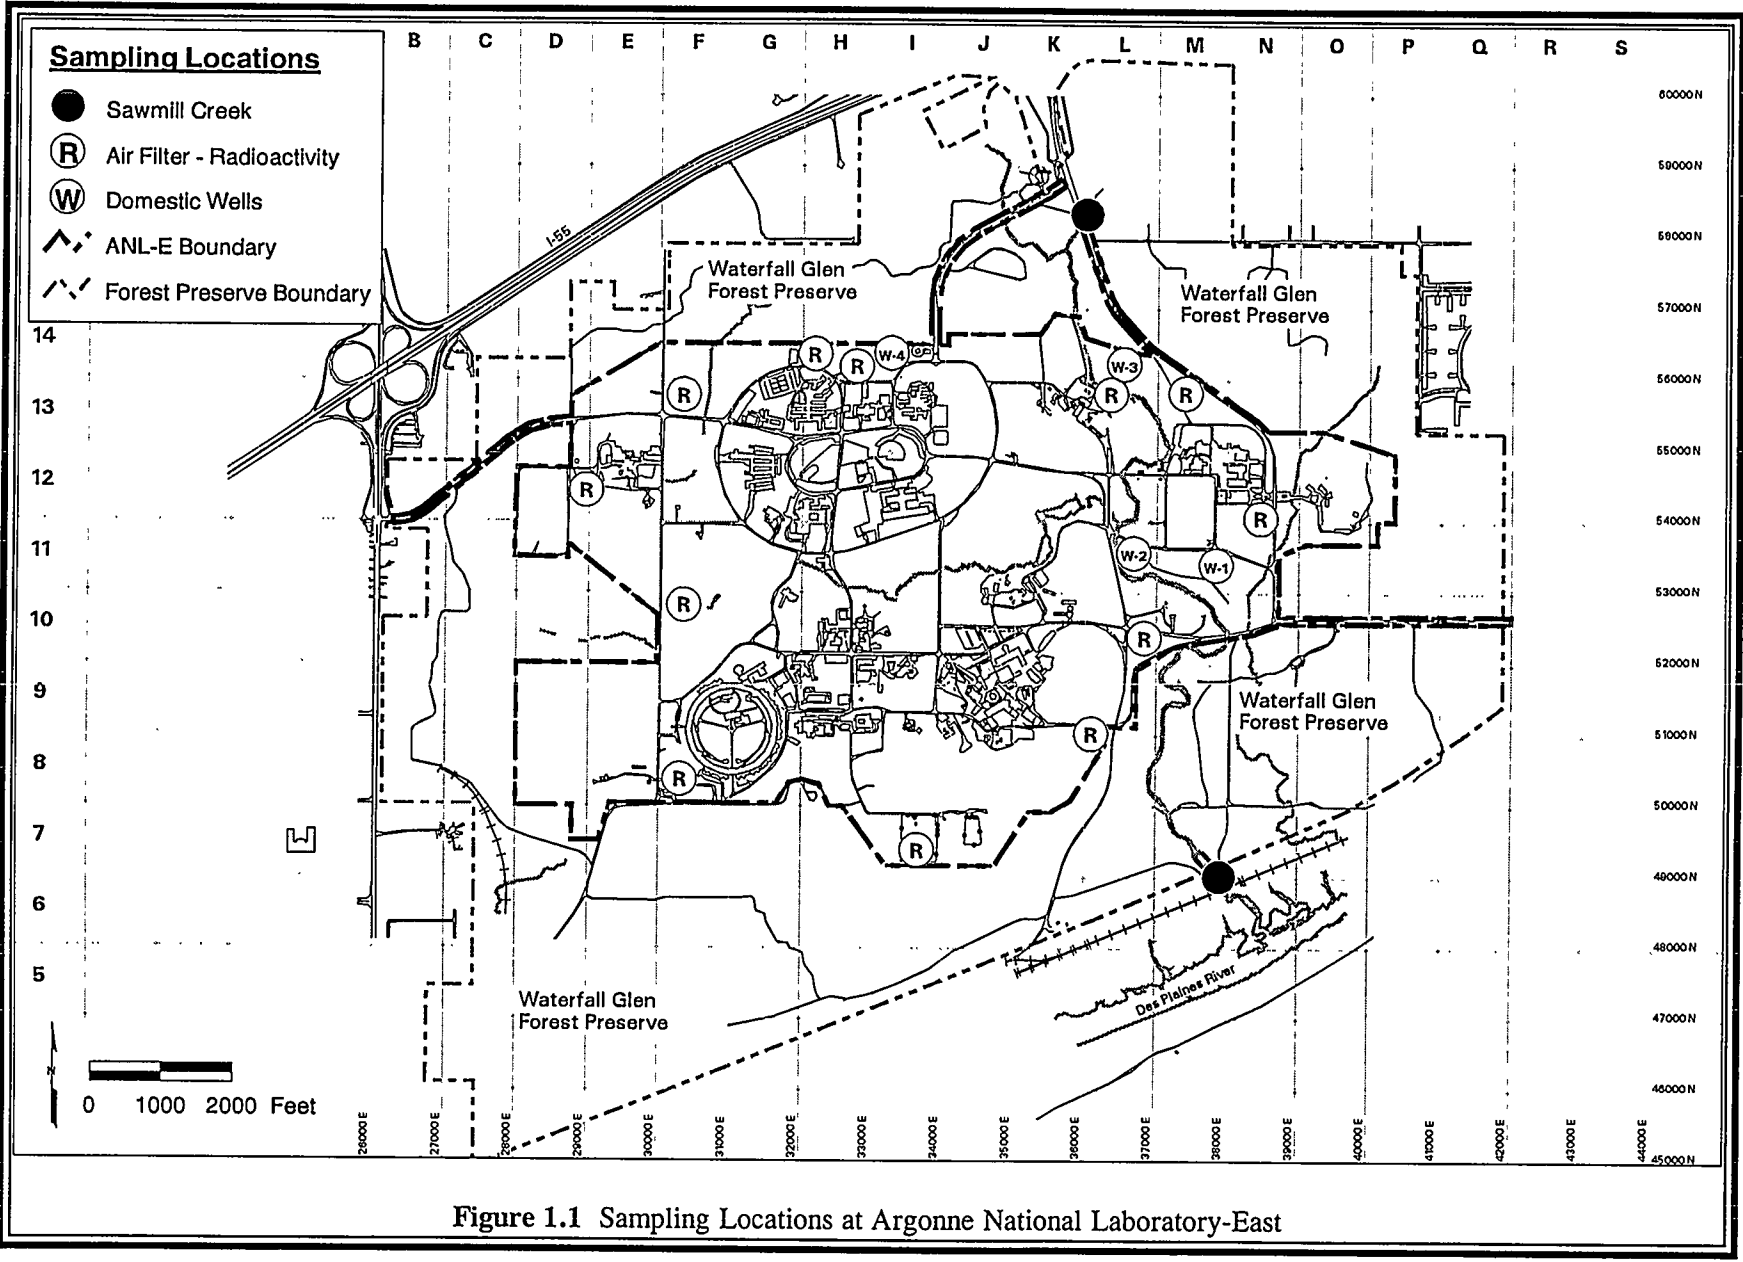 B C D E F G H I J K L M N O P Q R S
Sampling Locations
Sawmill Creek
R Air Filter - Radioactivity
W Domestic Wells
ANL-E Boundary
Forest Preserve Boundary
60000 N
59000 N
58000 N
57000 N
56000 N
55000 N
54000 N
53000 N
52000 N
51000 N
50000 N
49000 N
48000 N
47000 N
46000 N
45000 N
14
13
12
11
10
9
8
7
6
5
I-55
Waterfall Glen
Forest Preserve
Waterfall Glen
Forest Preserve
R
R
W-4
W-3
R
R
R
R
R
W-2
W-1
R
R
Waterfall Glen
Forest Preserve
R
R
R
Waterfall Glen
Forest Preserve
Des Plaines River
N
0 1000 2000 Feet
26000 E
27000 E
28000 E
29000 E
30000 E
31000 E
32000 E
33000 E
34000 E
35000 E
36000 E
37000 E
38000 E
39000 E
40000 E
41000 E
42000 E
43000 E
44000 E
Figure 1.1 Sampling Locations at Argonne National Laboratory-East